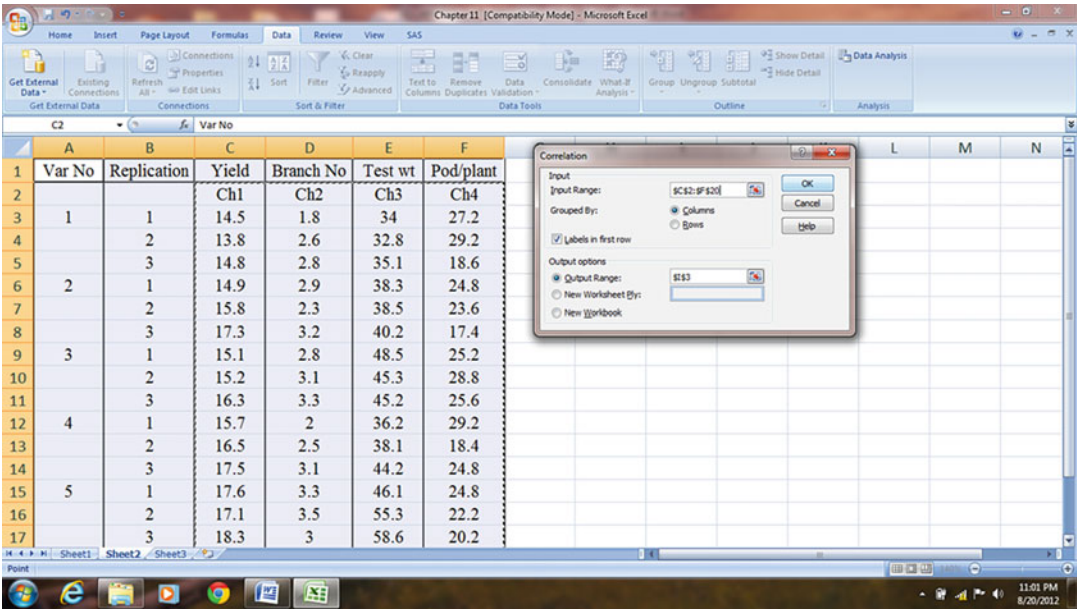 Chapter 11 [Compatibility Mode] - Microsoft Excel
Home Insert Page Layout Formulas Data Review View SAS
Get External Data
Existing Connections
Refresh All
Connections
Properties
Edit Links
Sort
Filter
Clear
Reapply
Advanced
Text to Columns
Remove Duplicates
Data Validation
Consolidate
What-If Analysis
Group
Ungroup
Subtotal
Show Detail
Hide Detail
Data Analysis
Get External Data Connections Sort & Filter Data Tools Outline Analysis
C2 fx Var No
A B C D E F L M N
1 Var No Replication Yield Branch No Test wt Pod/plant
2 Ch1 Ch2 Ch3 Ch4
3 1 1 14.5 1.8 34 27.2
4 2 13.8 2.6 32.8 29.2
5 3 14.8 2.8 35.1 18.6
6 2 1 14.9 2.9 38.3 24.8
7 2 15.8 2.3 38.5 23.6
8 3 17.3 3.2 40.2 17.4
9 3 1 15.1 2.8 48.5 25.2
10 2 15.2 3.1 45.3 28.8
11 3 16.3 3.3 45.2 25.6
12 4 1 15.7 2 36.2 29.2
13 2 16.5 2.5 38.1 18.4
14 3 17.5 3.1 44.2 24.8
15 5 1 17.6 3.3 46.1 24.8
16 2 17.1 3.5 55.3 22.2
17 3 18.3 3 58.6 20.2
Correlation
Input
Input Range: $C$2:$F$20
Grouped By: Columns
Rows
Labels in first row
Output options
Output Range: $I$3
New Worksheet Ply:
New Workbook
OK
Cancel
Help
Sheet1 Sheet2 Sheet3
Point
11:01 PM
8/20/2012